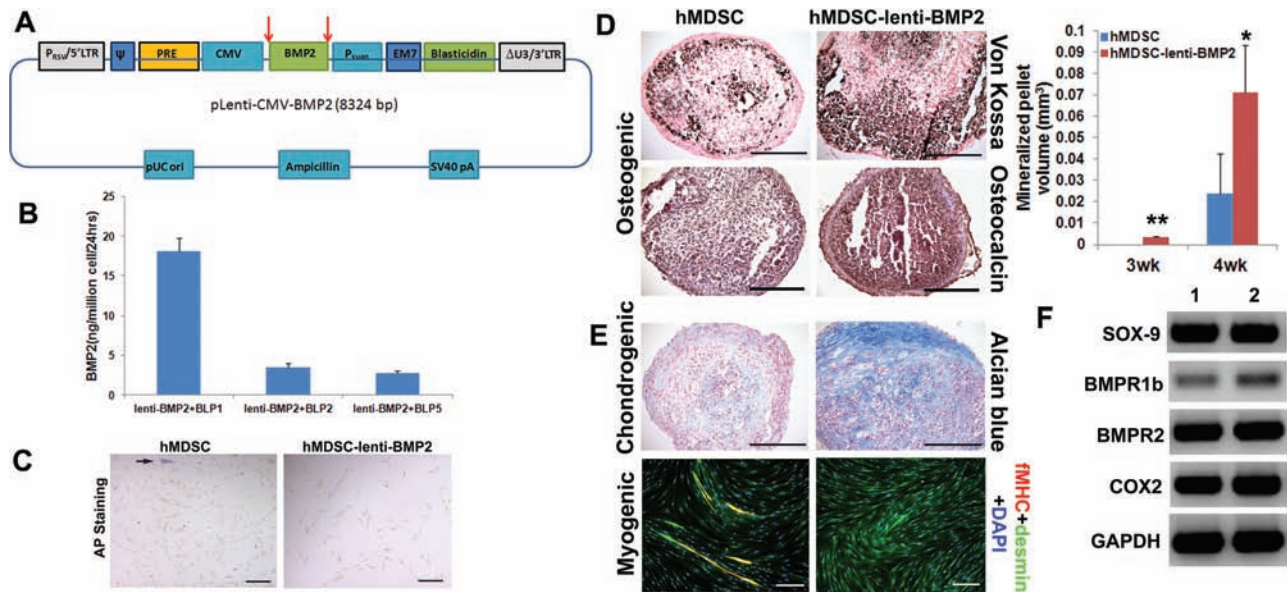 A
P RSV/5'LTR Ψ PRE CMV BMP2 P SV40 EM7 Blasticidin ΔU3/3'LTR
pLenti-CMV-BMP2 (8324 bp)
pUC ori Ampicillin SV40 pA
B
BMP2(ng/million cell/24hrs)
25
20
15
10
5
0
lenti-BMP2+BLP1 lenti-BMP2+BLP2 lenti-BMP2+BLP5
C
hMDSC hMDSC-lenti-BMP2
AP Staining
D
hMDSC hMDSC-lenti-BMP2
Osteogenic
Von Kossa
Osteocalcin
hMDSC
hMDSC-lenti-BMP2
Mineralized pellet
volume (mm³)
0.1
0.09
0.08
0.07
0.06
0.05
0.04
0.03
0.02
0.01
0
**
*
3wk 4wk
E
Chondrogenic
Alcian blue
Myogenic
fMHC+desmin
+DAPI
F
1 2
SOX-9
BMPR1b
BMPR2
COX2
GAPDH